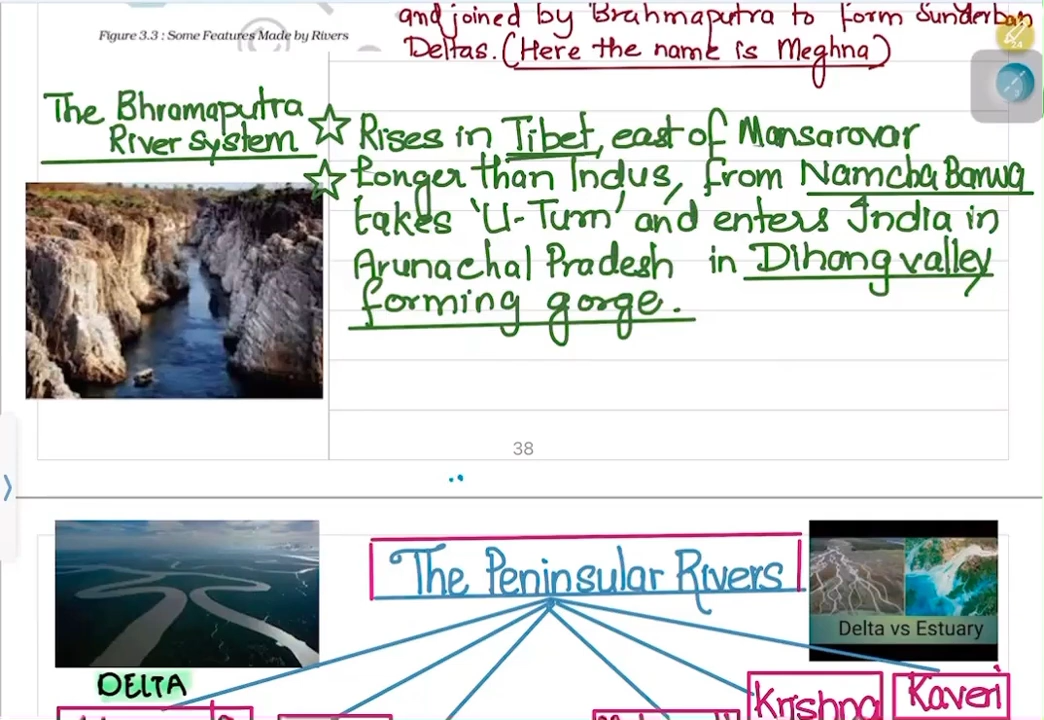 and joined by Brahmaputra to form Sunderban
Deltas. (Here the name is Meghna)
Figure 3.3 : Some Features Made by Rivers
24
3
The Bhramaputra
River System
☆ Rises in Tibet, east of Mansarovar
☆ Longer than Indus, from Namcha Barwa
takes 'U-Turn' and enters India in
Arunachal Pradesh in Dihang valley
forming gorge.
38
The Peninsular Rivers
Delta vs Estuary
DELTA
Krishna
Kaveri